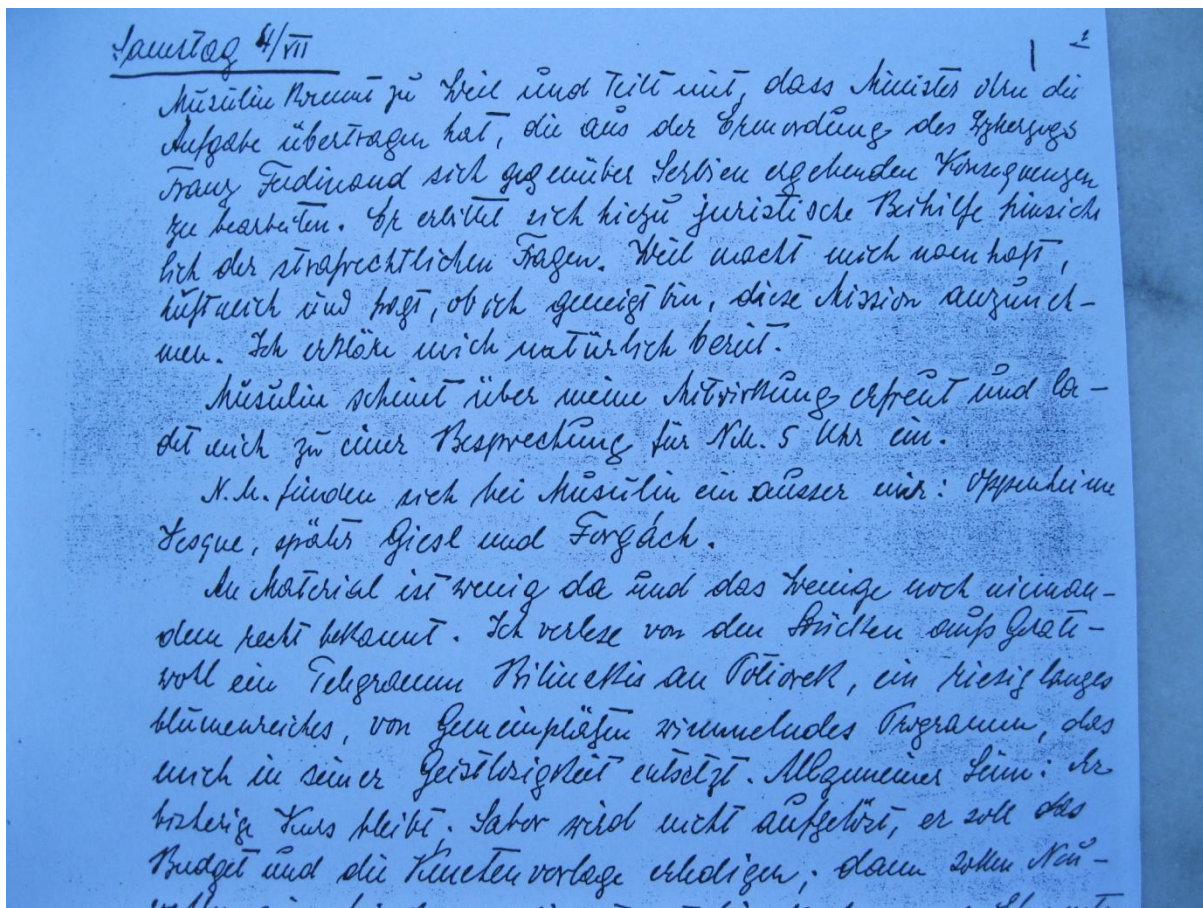 Samstag 4/VII
Musulin kommt zu Weil und teilt mit, dass Minister ihm die
Aufgabe übertragen hat, die aus der Ermordung des Erzherzogs
Franz Ferdinand sich gegenüber Serbien ergebenden Konsequenzen
zu bearbeiten. Er erbittet sich hiezu juristische Beihilfe hinsicht
lich der strafrechtlichen Fragen. Weil macht mich namhaft,
ruft mich und fragt, ob ich geneigt bin, diese Mission anzuneh-
men. Ich erkläre mich natürlich bereit.
Musulin scheint über meine Mitwirkung erfreut und la-
det mich zu einer Besprechung für N.M. 5 Uhr ein.
N.M. finden sich bei Musulin ein ausser mir: Oppenheime
Vesque, später Giesl und Forgách.
An Material ist wenig da und das Wenige noch nieman-
dem recht bekannt. Ich verlese von den Stücken aufs Gerate-
wohl ein Telegramm Bilinskis an Potiorek, ein riesig langes
blumenreiches, von Gemeinplätzen wimmelndes Programm, das
mich in seiner Geistlosigkeit entsetzt. Allgemeiner Sinn: der
bisherige Kurs bleibt. Sabor wird nicht aufgelöst, er soll das
Budget und die Kmetenvorlage erledigen; dann sollen Neu-